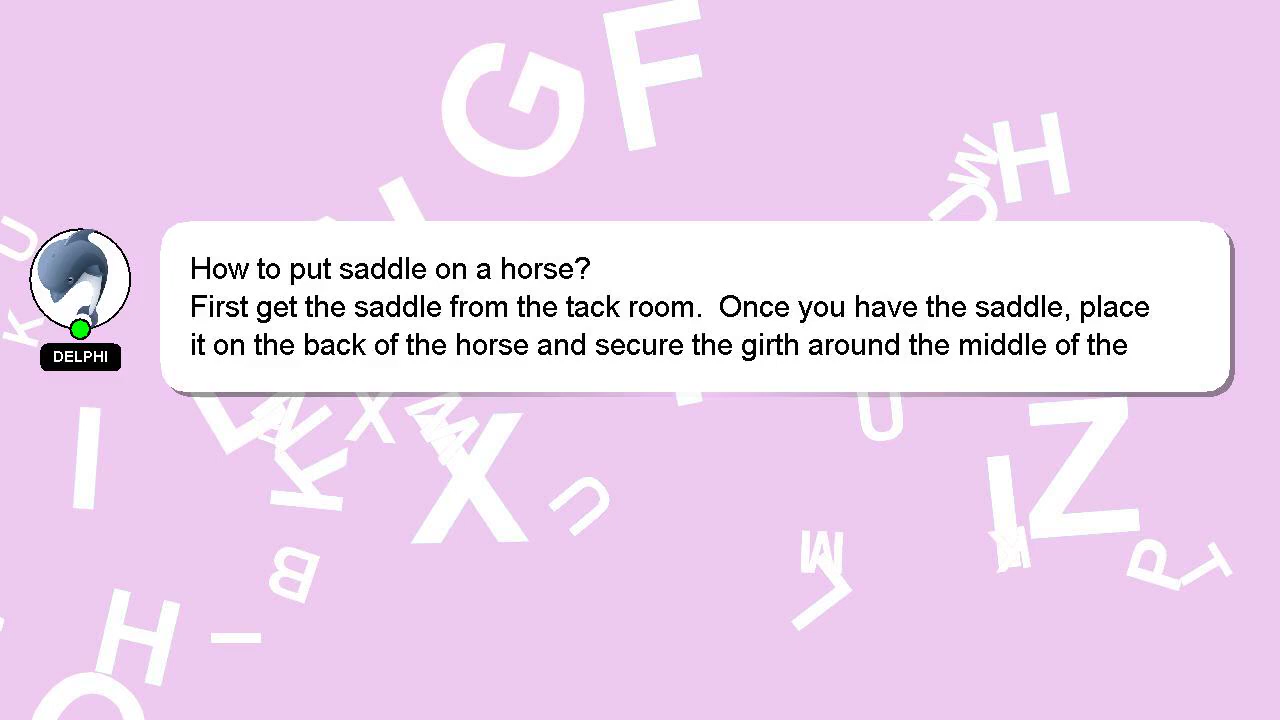 G F
H
W
U
U
K
DELPHI
How to put saddle on a horse?
First get the saddle from the tack room.  Once you have the saddle, place
it on the back of the horse and secure the girth around the middle of the
I
K
X
X
U
U
Z
I
B
M
L
P
T
H
I